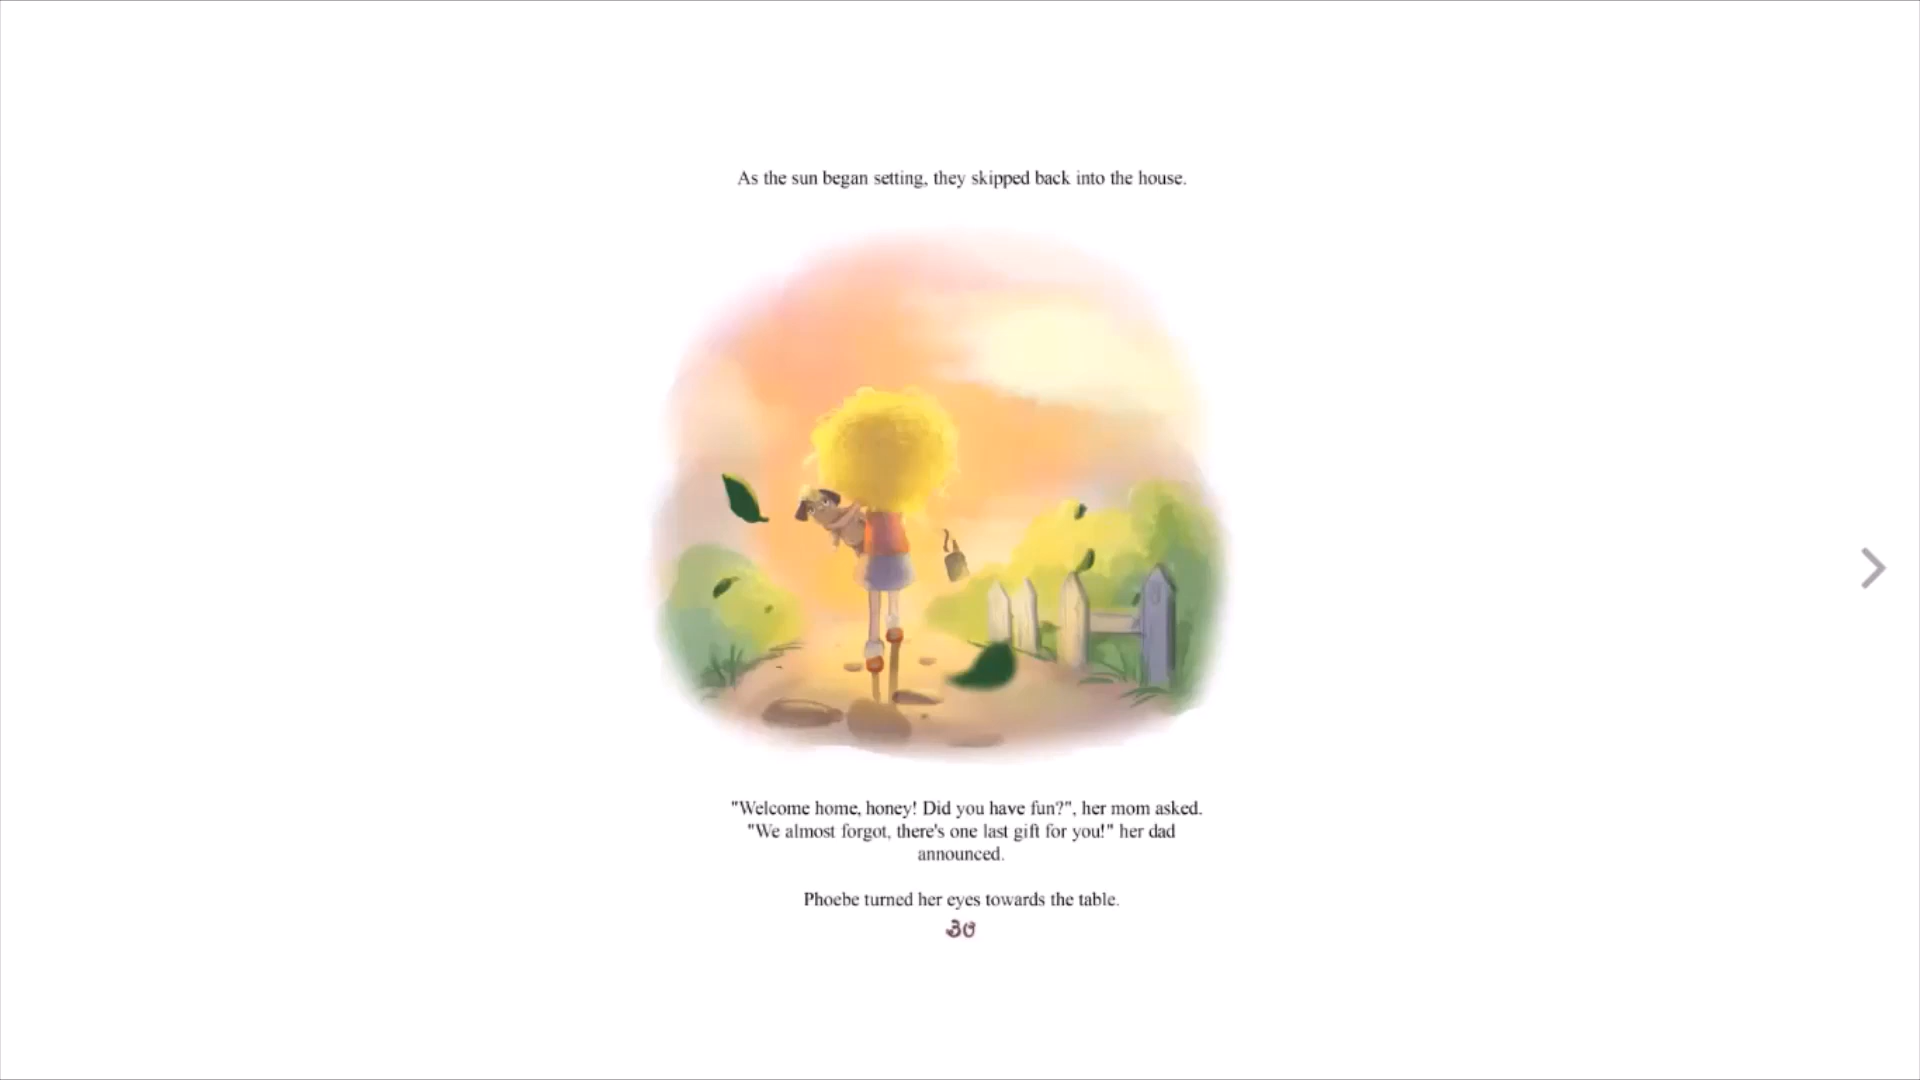 As the sun began setting, they skipped back into the house.
"Welcome home, honey! Did you have fun?", her mom asked.
"We almost forgot, there's one last gift for you!" her dad
announced.
Phoebe turned her eyes towards the table.
30